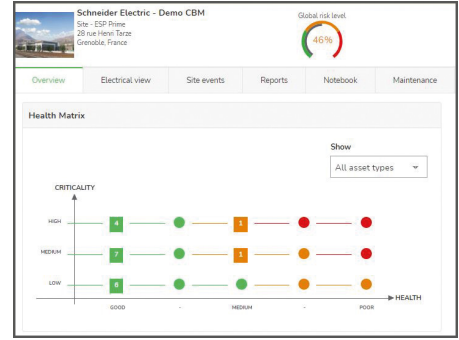 Schneider Electric - Demo CBM
Site - ESP Prime
28 rue Henri Tarze
Grenoble, France
Global risk level
46%
Overview Electrical view Site events Reports Notebook Maintenance
Health Matrix
Show
All asset types
CRITICALITY
HIGH 4 1
MEDIUM 7 1
LOW 6
HEALTH
GOOD - MEDIUM - POOR